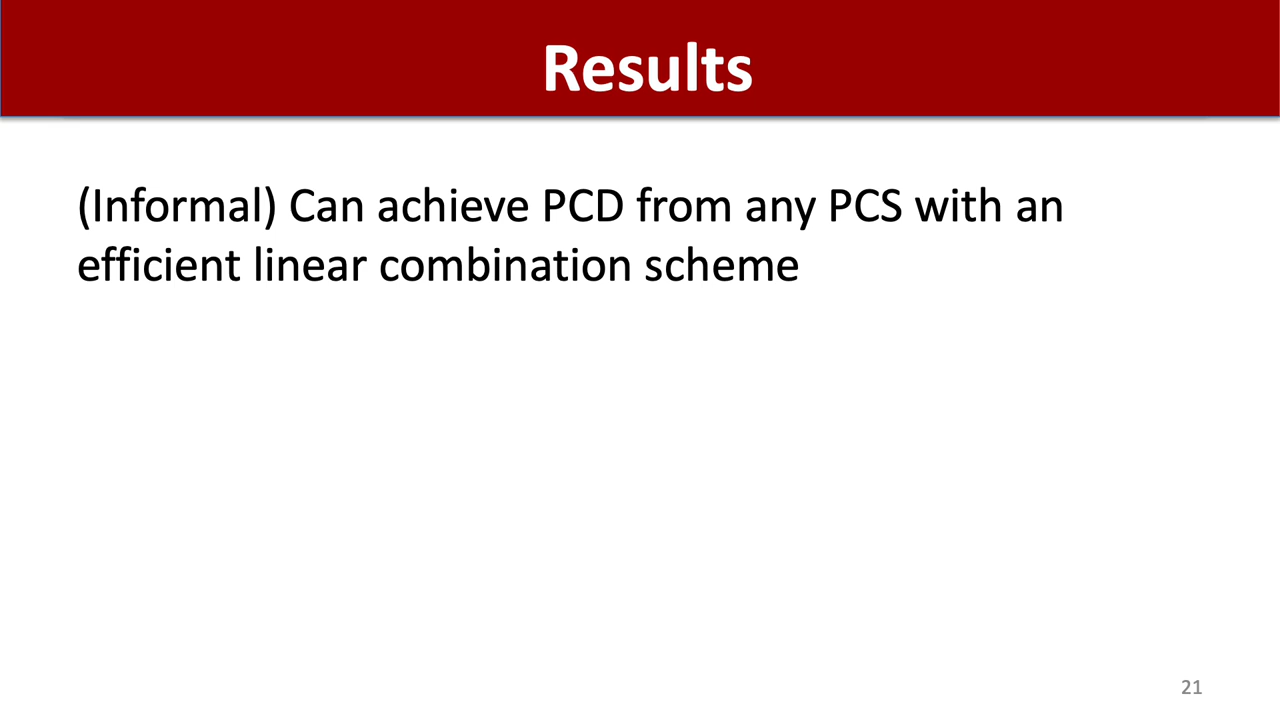 Results
(Informal) Can achieve PCD from any PCS with an
efficient linear combination scheme
21